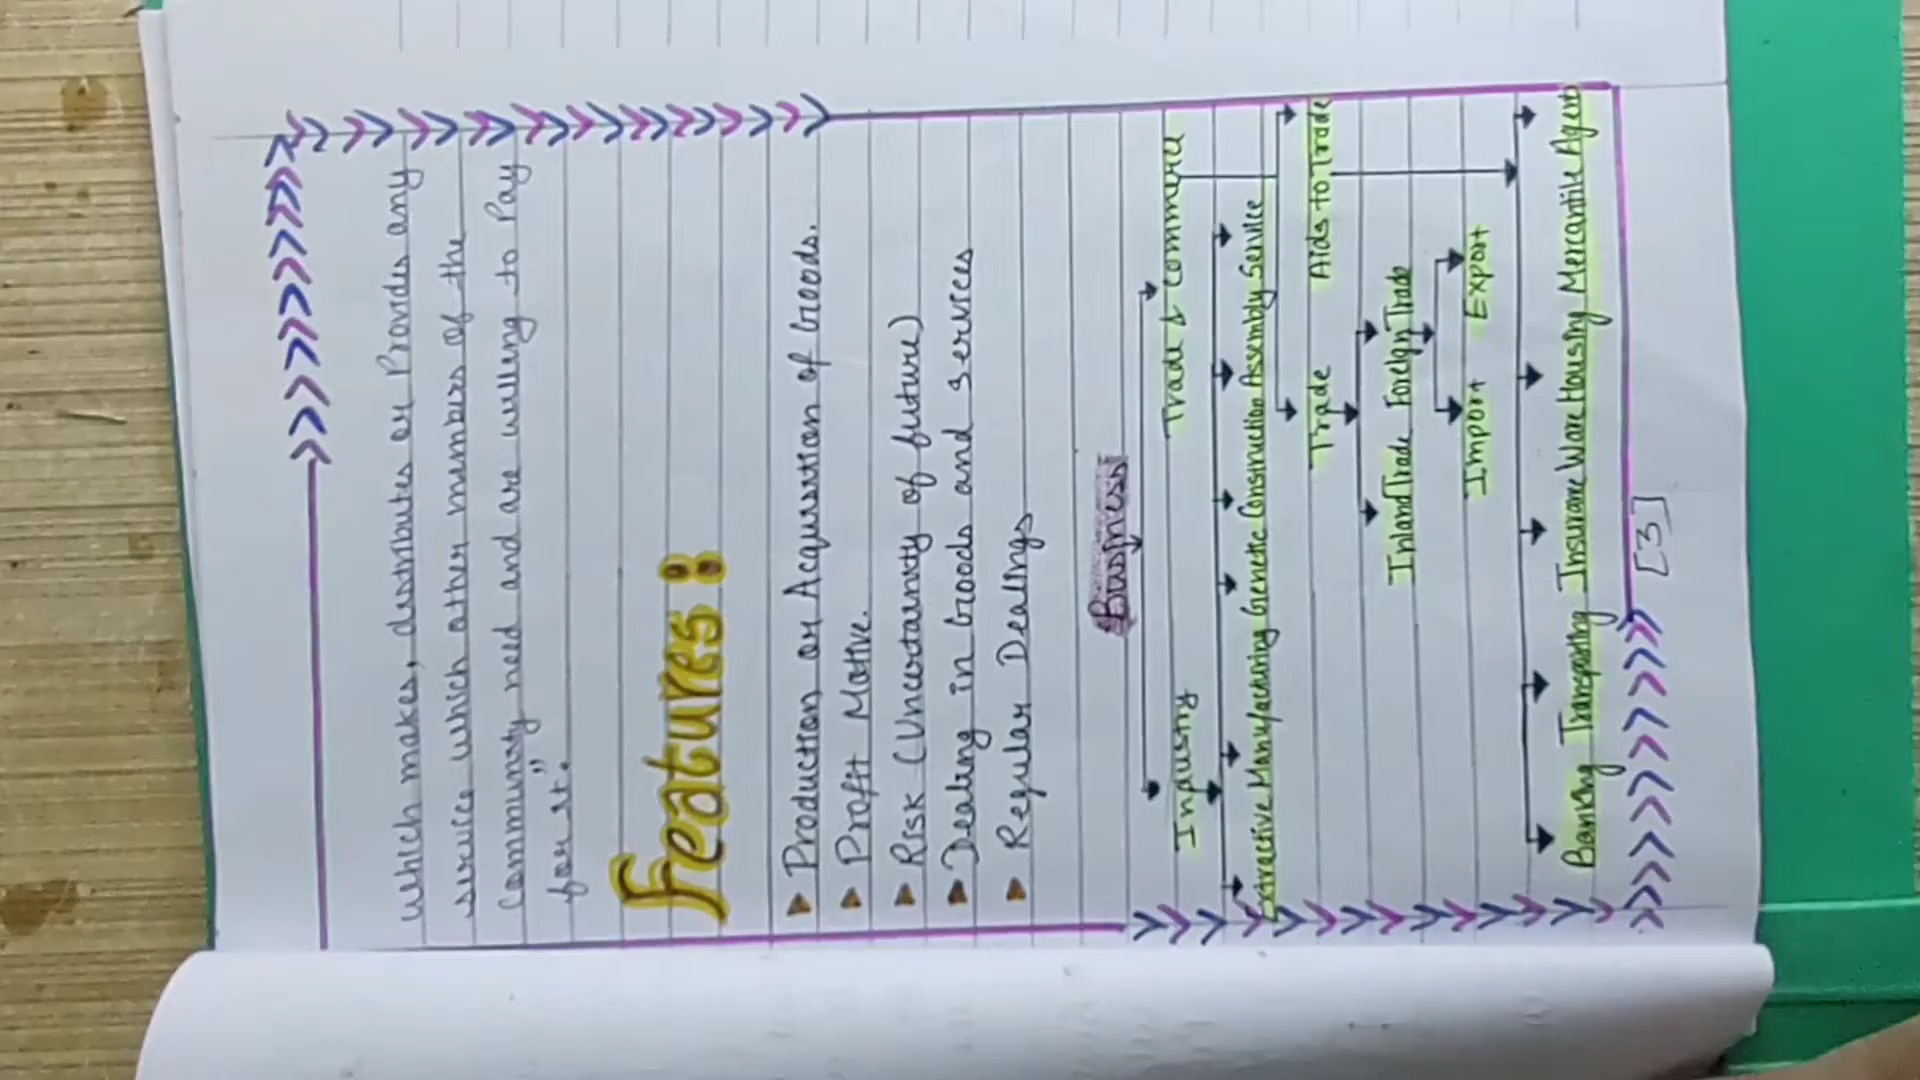 which makes, distributes or Provides any
service which other members of the
Community need and are willing to Pay
for it."
Features :
Production or Acquisition of Goods.
Profit Motive.
Risk (Uncertainty of future)
Dealing in Goods and services
Regular Dealings
Business
Industry Trade & Commerce
Extractive Manufacturing Genetic Construction Assembly Service
Trade Aids to Trade
Inland Trade Foreign Trade
Import Export
Banking Transporting Insurance Ware Housing Mercantile Agent
[3]